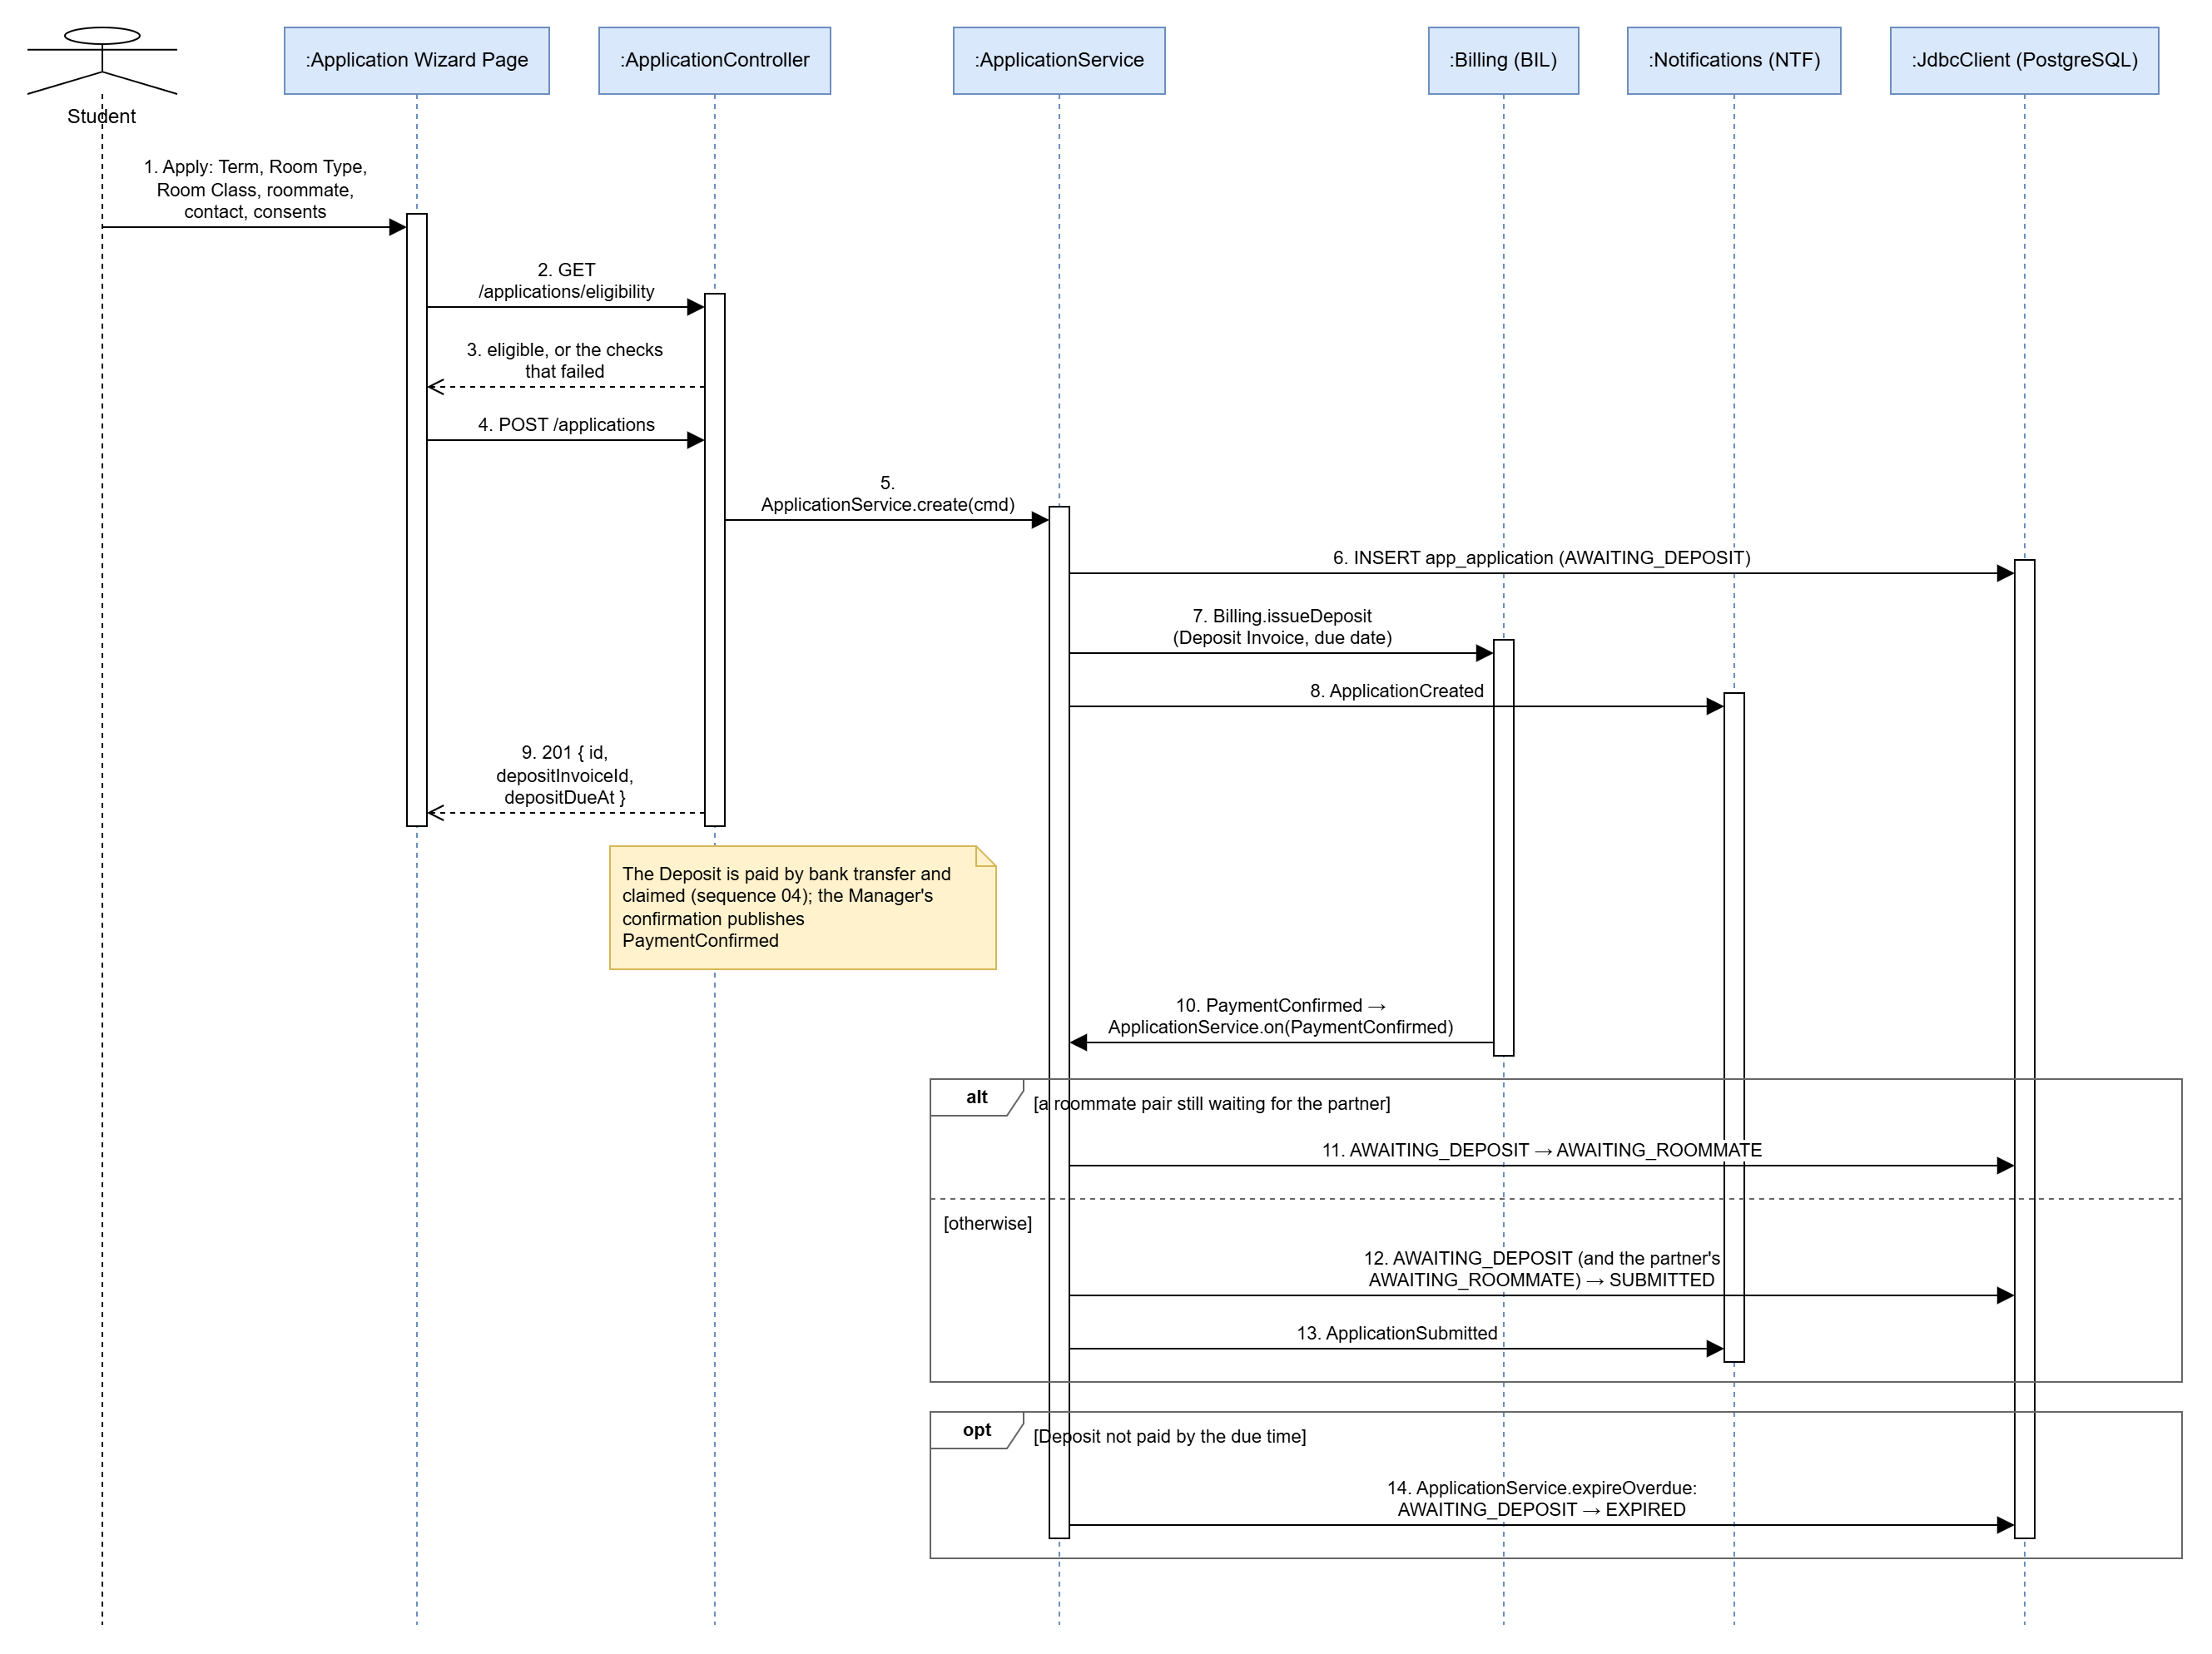 Student
:Application Wizard Page
:ApplicationController
:ApplicationService
:Billing (BIL)
:Notifications (NTF)
:JdbcClient (PostgreSQL)
1. Apply: Term, Room Type,
Room Class, roommate,
contact, consents
2. GET
/applications/eligibility
3. eligible, or the checks
that failed
4. POST /applications
5.
ApplicationService.create(cmd)
6. INSERT app_application (AWAITING_DEPOSIT)
7. Billing.issueDeposit
(Deposit Invoice, due date)
8. ApplicationCreated
9. 201 { id,
depositInvoiceId,
depositDueAt }
The Deposit is paid by bank transfer and
claimed (sequence 04); the Manager's
confirmation publishes
PaymentConfirmed
10. PaymentConfirmed →
ApplicationService.on(PaymentConfirmed)
alt
[a roommate pair still waiting for the partner]
11. AWAITING_DEPOSIT → AWAITING_ROOMMATE
[otherwise]
12. AWAITING_DEPOSIT (and the partner's
AWAITING_ROOMMATE) → SUBMITTED
13. ApplicationSubmitted
opt
[Deposit not paid by the due time]
14. ApplicationService.expireOverdue:
AWAITING_DEPOSIT → EXPIRED